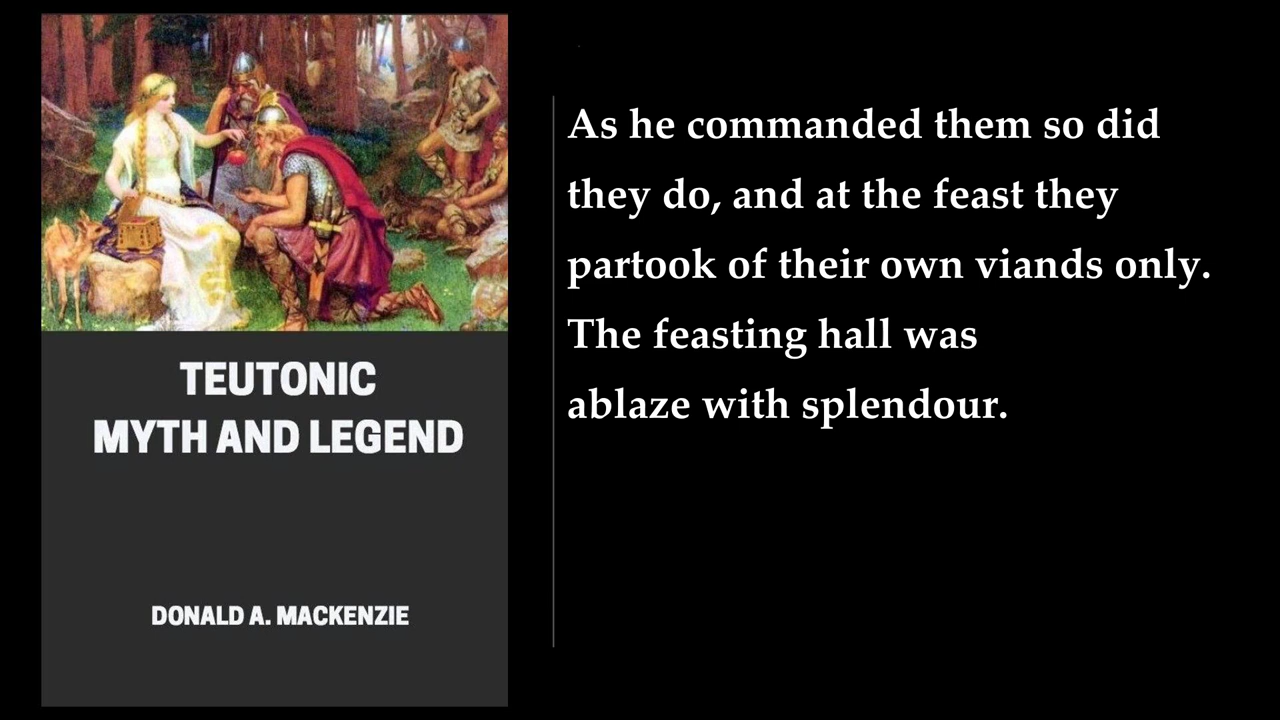 TEUTONIC
MYTH AND LEGEND
DONALD A. MACKENZIE
As he commanded them so did
they do, and at the feast they
partook of their own viands only.
The feasting hall was
ablaze with splendour.